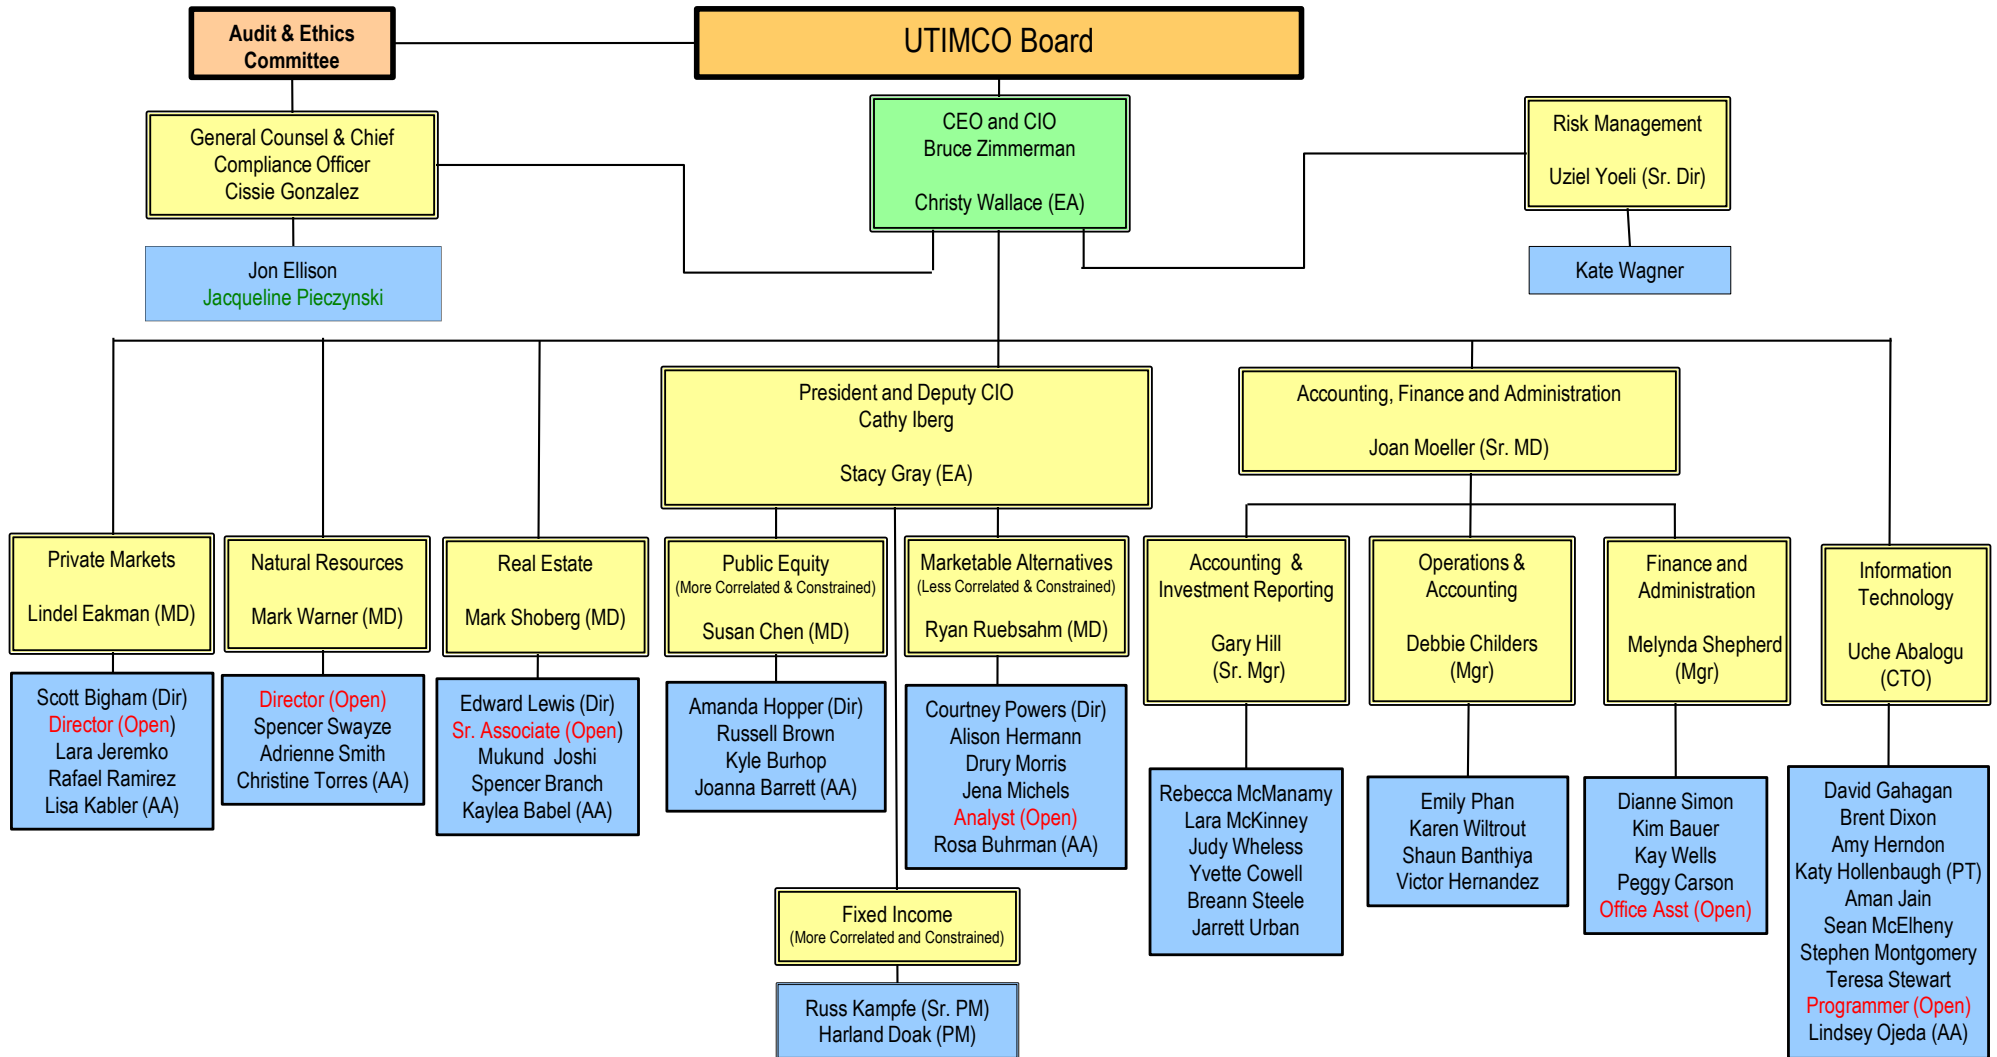 Audit & Ethics
Committee
UTIMCO Board
General Counsel & Chief
Compliance Officer
Cissie Gonzalez
CEO and CIO
Bruce Zimmerman
Christy Wallace (EA)
Risk Management
Uziel Yoeli (Sr. Dir)
Jon Ellison
Jacqueline Pieczynski
Kate Wagner
President and Deputy CIO
Cathy Iberg
Stacy Gray (EA)
Accounting, Finance and Administration
Joan Moeller (Sr. MD)
Private Markets
Lindel Eakman (MD)
Natural Resources
Mark Warner (MD)
Real Estate
Mark Shoberg (MD)
Public Equity
(More Correlated & Constrained)
Susan Chen (MD)
Marketable Alternatives
(Less Correlated & Constrained)
Ryan Ruebsahm (MD)
Accounting &
Investment Reporting
Gary Hill
(Sr. Mgr)
Operations &
Accounting
Debbie Childers
(Mgr)
Finance and
Administration
Melynda Shepherd
(Mgr)
Information
Technology
Uche Abalogu
(CTO)
Scott Bigham (Dir)
Director (Open)
Lara Jeremko
Rafael Ramirez
Lisa Kabler (AA)
Director (Open)
Spencer Swayze
Adrienne Smith
Christine Torres (AA)
Edward Lewis (Dir)
Sr. Associate (Open)
Mukund Joshi
Spencer Branch
Kaylea Babel (AA)
Amanda Hopper (Dir)
Russell Brown
Kyle Burhop
Joanna Barrett (AA)
Courtney Powers (Dir)
Alison Hermann
Drury Morris
Jena Michels
Analyst (Open)
Rosa Buhrman (AA)
Rebecca McManamy
Lara McKinney
Judy Wheless
Yvette Cowell
Breann Steele
Jarrett Urban
Emily Phan
Karen Wiltrout
Shaun Banthiya
Victor Hernandez
Dianne Simon
Kim Bauer
Kay Wells
Peggy Carson
Office Asst (Open)
David Gahagan
Brent Dixon
Amy Herndon
Katy Hollenbaugh (PT)
Aman Jain
Sean McElheny
Stephen Montgomery
Teresa Stewart
Programmer (Open)
Lindsey Ojeda (AA)
Fixed Income
(More Correlated and Constrained)
Russ Kampfe (Sr. PM)
Harland Doak (PM)